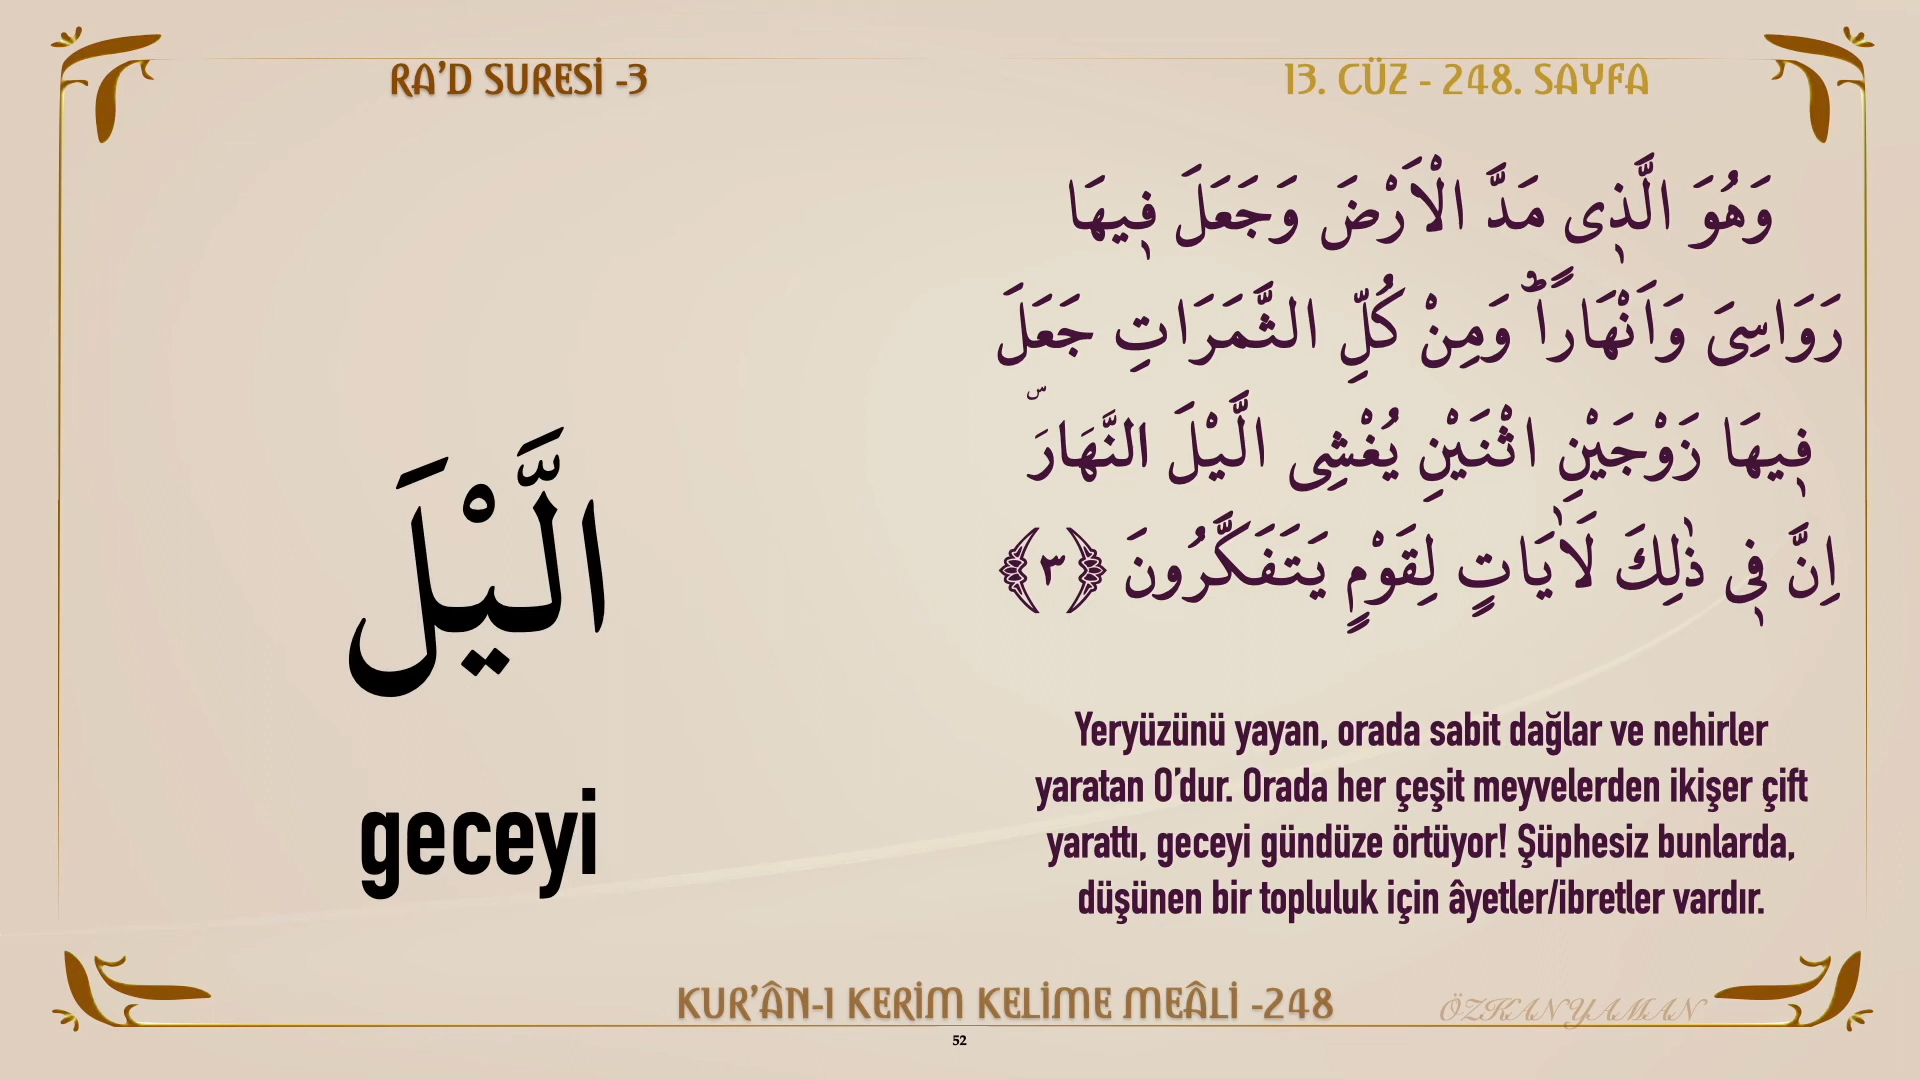 RA'D SURESİ -3
13. CÜZ - 248. SAYFA
وَهُوَ الَّذ۪ى مَدَّ الْاَرْضَ وَجَعَلَ ف۪يهَا
رَوَاسِىَ وَاَنْهَاراًۜ وَمِنْ كُلِّ الثَّمَرَاتِ جَعَلَ
ف۪يهَا زَوْجَيْنِ اثْنَيْنِ يُغْشِى الَّيْلَ النَّهَارَۜ
اِنَّ ف۪ى ذٰلِكَ لَاٰيَاتٍ لِقَوْمٍ يَتَفَكَّرُونَ ﴿٣﴾
الَّيْلَ
geceyi
Yeryüzünü yayan, orada sabit dağlar ve nehirler
yaratan O'dur. Orada her çeşit meyvelerden ikişer çift
yarattı, geceyi gündüze örtüyor! Şüphesiz bunlarda,
düşünen bir topluluk için âyetler/ibretler vardır.
KUR'ÂN-I KERİM KELİME MEÂLİ -248
ÖZKAN YAMAN
52